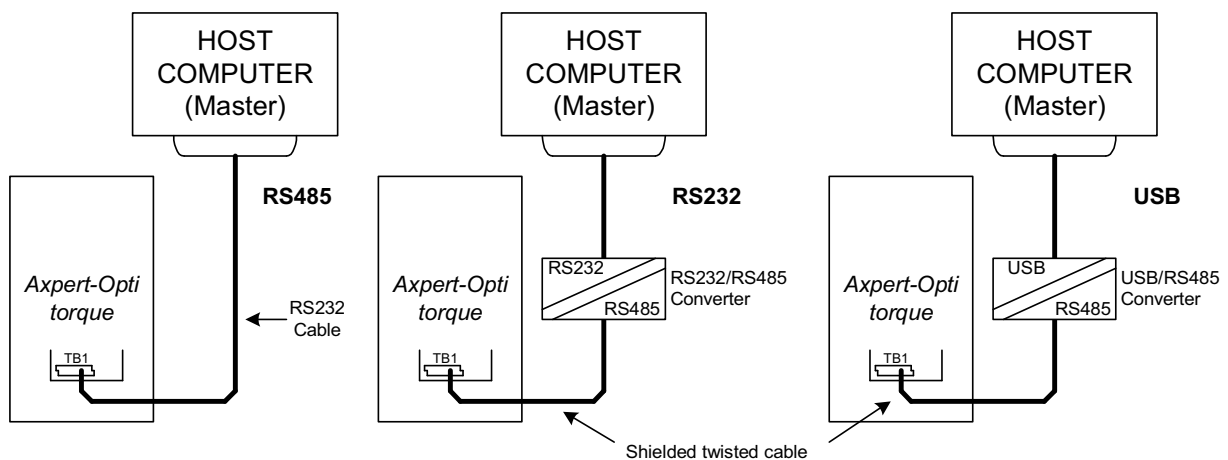 HOST
COMPUTER
(Master)
RS485
Axpert-Opti
torque
RS232
Cable
TB1
HOST
COMPUTER
(Master)
RS232
Axpert-Opti
torque
RS232
RS485
RS232/RS485
Converter
TB1
HOST
COMPUTER
(Master)
USB
Axpert-Opti
torque
USB
RS485
USB/RS485
Converter
TB1
Shielded twisted cable